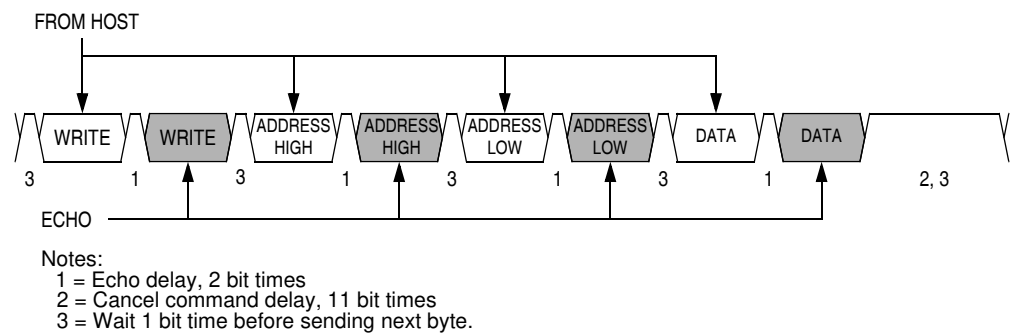 FROM HOST
WRITE WRITE ADDRESS HIGH ADDRESS HIGH ADDRESS LOW ADDRESS LOW DATA DATA
3 1 3 1 3 1 3 1 2, 3
ECHO
Notes:
1 = Echo delay, 2 bit times
2 = Cancel command delay, 11 bit times
3 = Wait 1 bit time before sending next byte.